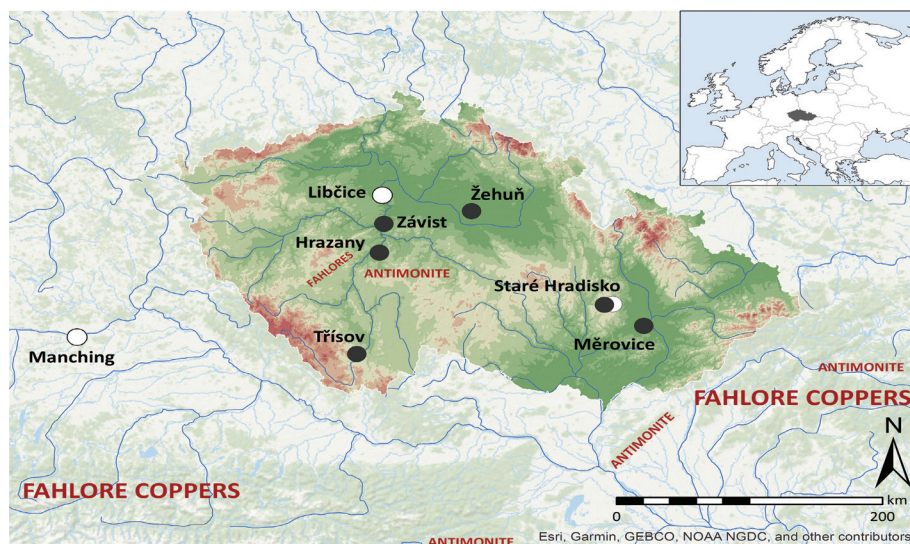 Libčice
Žehuň
Závist
Hrazany
FAHLORES
ANTIMONITE
Staré Hradisko
Měrovice
Třísov
Manching
ANTIMONITE
FAHLORE COPPERS
ANTIMONITE
N
FAHLORE COPPERS
km
0
200
ANTIMONITE
Esri, Garmin, GEBCO, NOAA NGDC, and other contributors